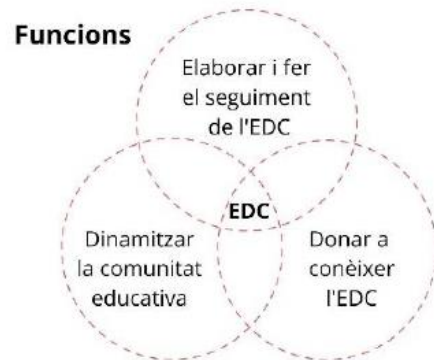 Funcions
Elaborar i fer
el seguiment
de l'EDC
EDC
Dinamitzar
la comunitat
educativa
Donar a
conèixer
l'EDC